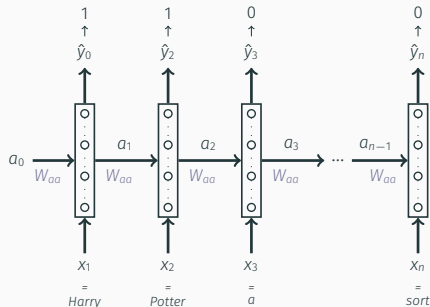 1 1 0 0
↑ ↑ ↑ ↑
ŷ₀ ŷ₂ ŷ₃ ŷₙ
a₁ a₂ a₃ aₙ₋₁
a₀ ...
Wₐₐ Wₐₐ Wₐₐ Wₐₐ
x₁ x₂ x₃ xₙ
= = = =
Harry Potter a sort